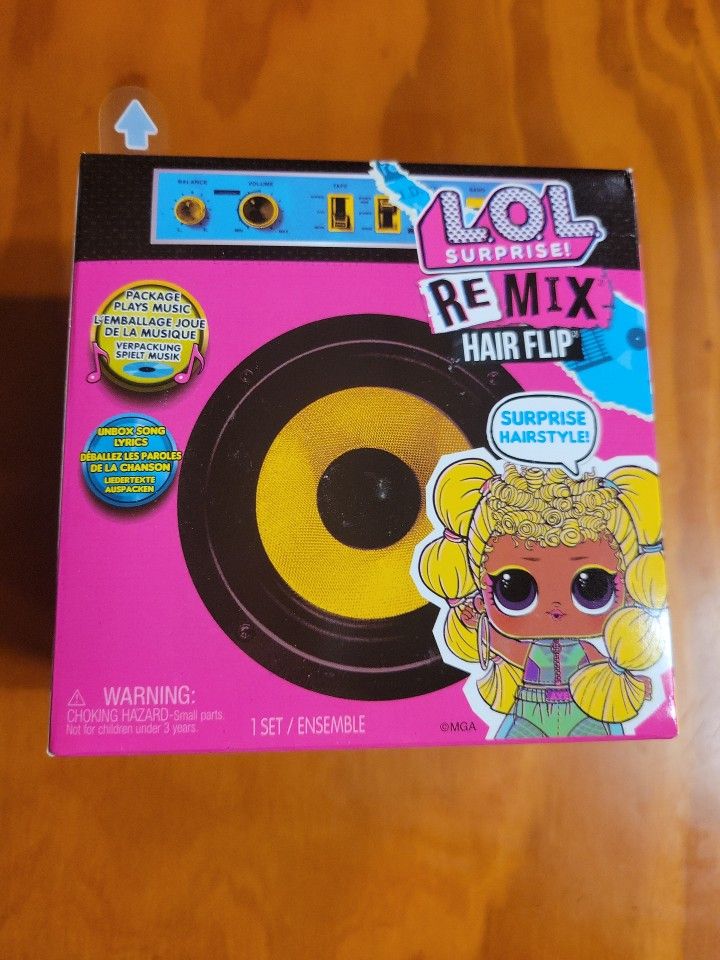 BALANCE
VOLUME
TAPE
MIN
MAX
L.O.L.
SURPRISE!
REMIX
HAIR FLIP
PACKAGE
PLAYS MUSIC
L'EMBALLAGE JOUE
DE LA MUSIQUE
VERPACKUNG
SPIELT MUSIK
UNBOX SONG
LYRICS
DÉBALLEZ LES PAROLES
DE LA CHANSON
LIEDERTEXTE
AUSPACKEN
SURPRISE
HAIRSTYLE!
WARNING:
CHOKING HAZARD-Small parts.
Not for children under 3 years.
1 SET / ENSEMBLE
©MGA